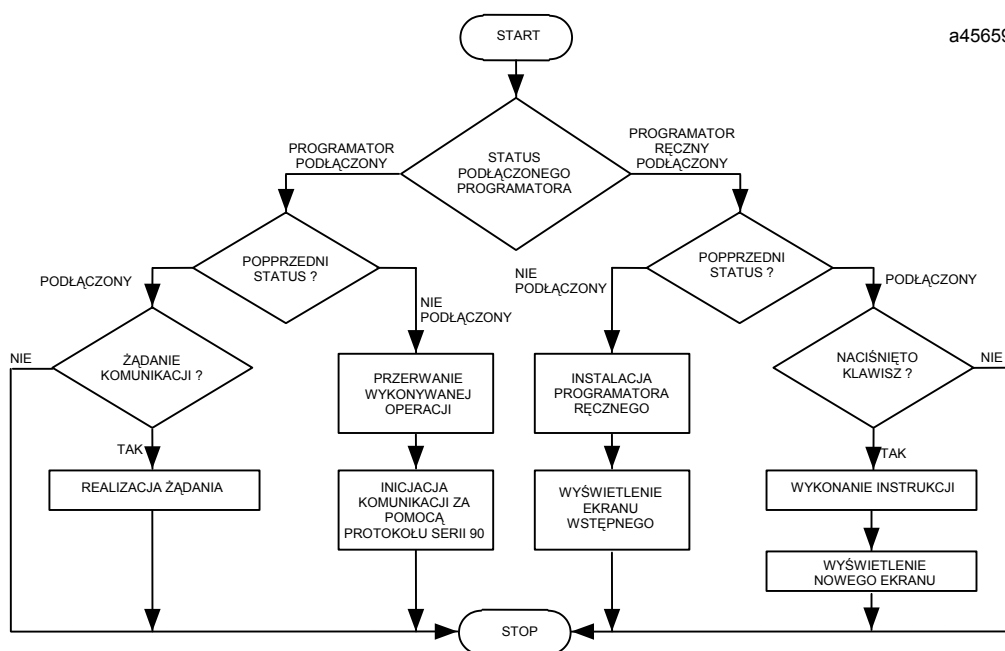 START
a45659
PROGRAMATOR
PODŁĄCZONY
STATUS
PODŁĄCZONEGO
PROGRAMATORA
PROGRAMATOR
RĘCZNY
PODŁĄCZONY
POPPRZEDNI
STATUS ?
POPPRZEDNI
STATUS ?
PODŁĄCZONY
NIE
PODŁĄCZONY
NIE
PODŁĄCZONY
PODŁĄCZONY
NIE
ŻĄDANIE
KOMUNIKACJI ?
PRZERWANIE
WYKONYWANEJ
OPERACJI
INSTALACJA
PROGRAMATORA
RĘCZNEGO
NACIŚNIĘTO
KLAWISZ ?
NIE
TAK
TAK
REALIZACJA ŻĄDANIA
INICJACJA
KOMUNIKACJI ZA
POMOCĄ
PROTOKOŁU SERII 90
WYŚWIETLENIE
EKRANU
WSTĘPNEGO
WYKONANIE INSTRUKCJI
WYŚWIETLENIE
NOWEGO EKRANU
STOP